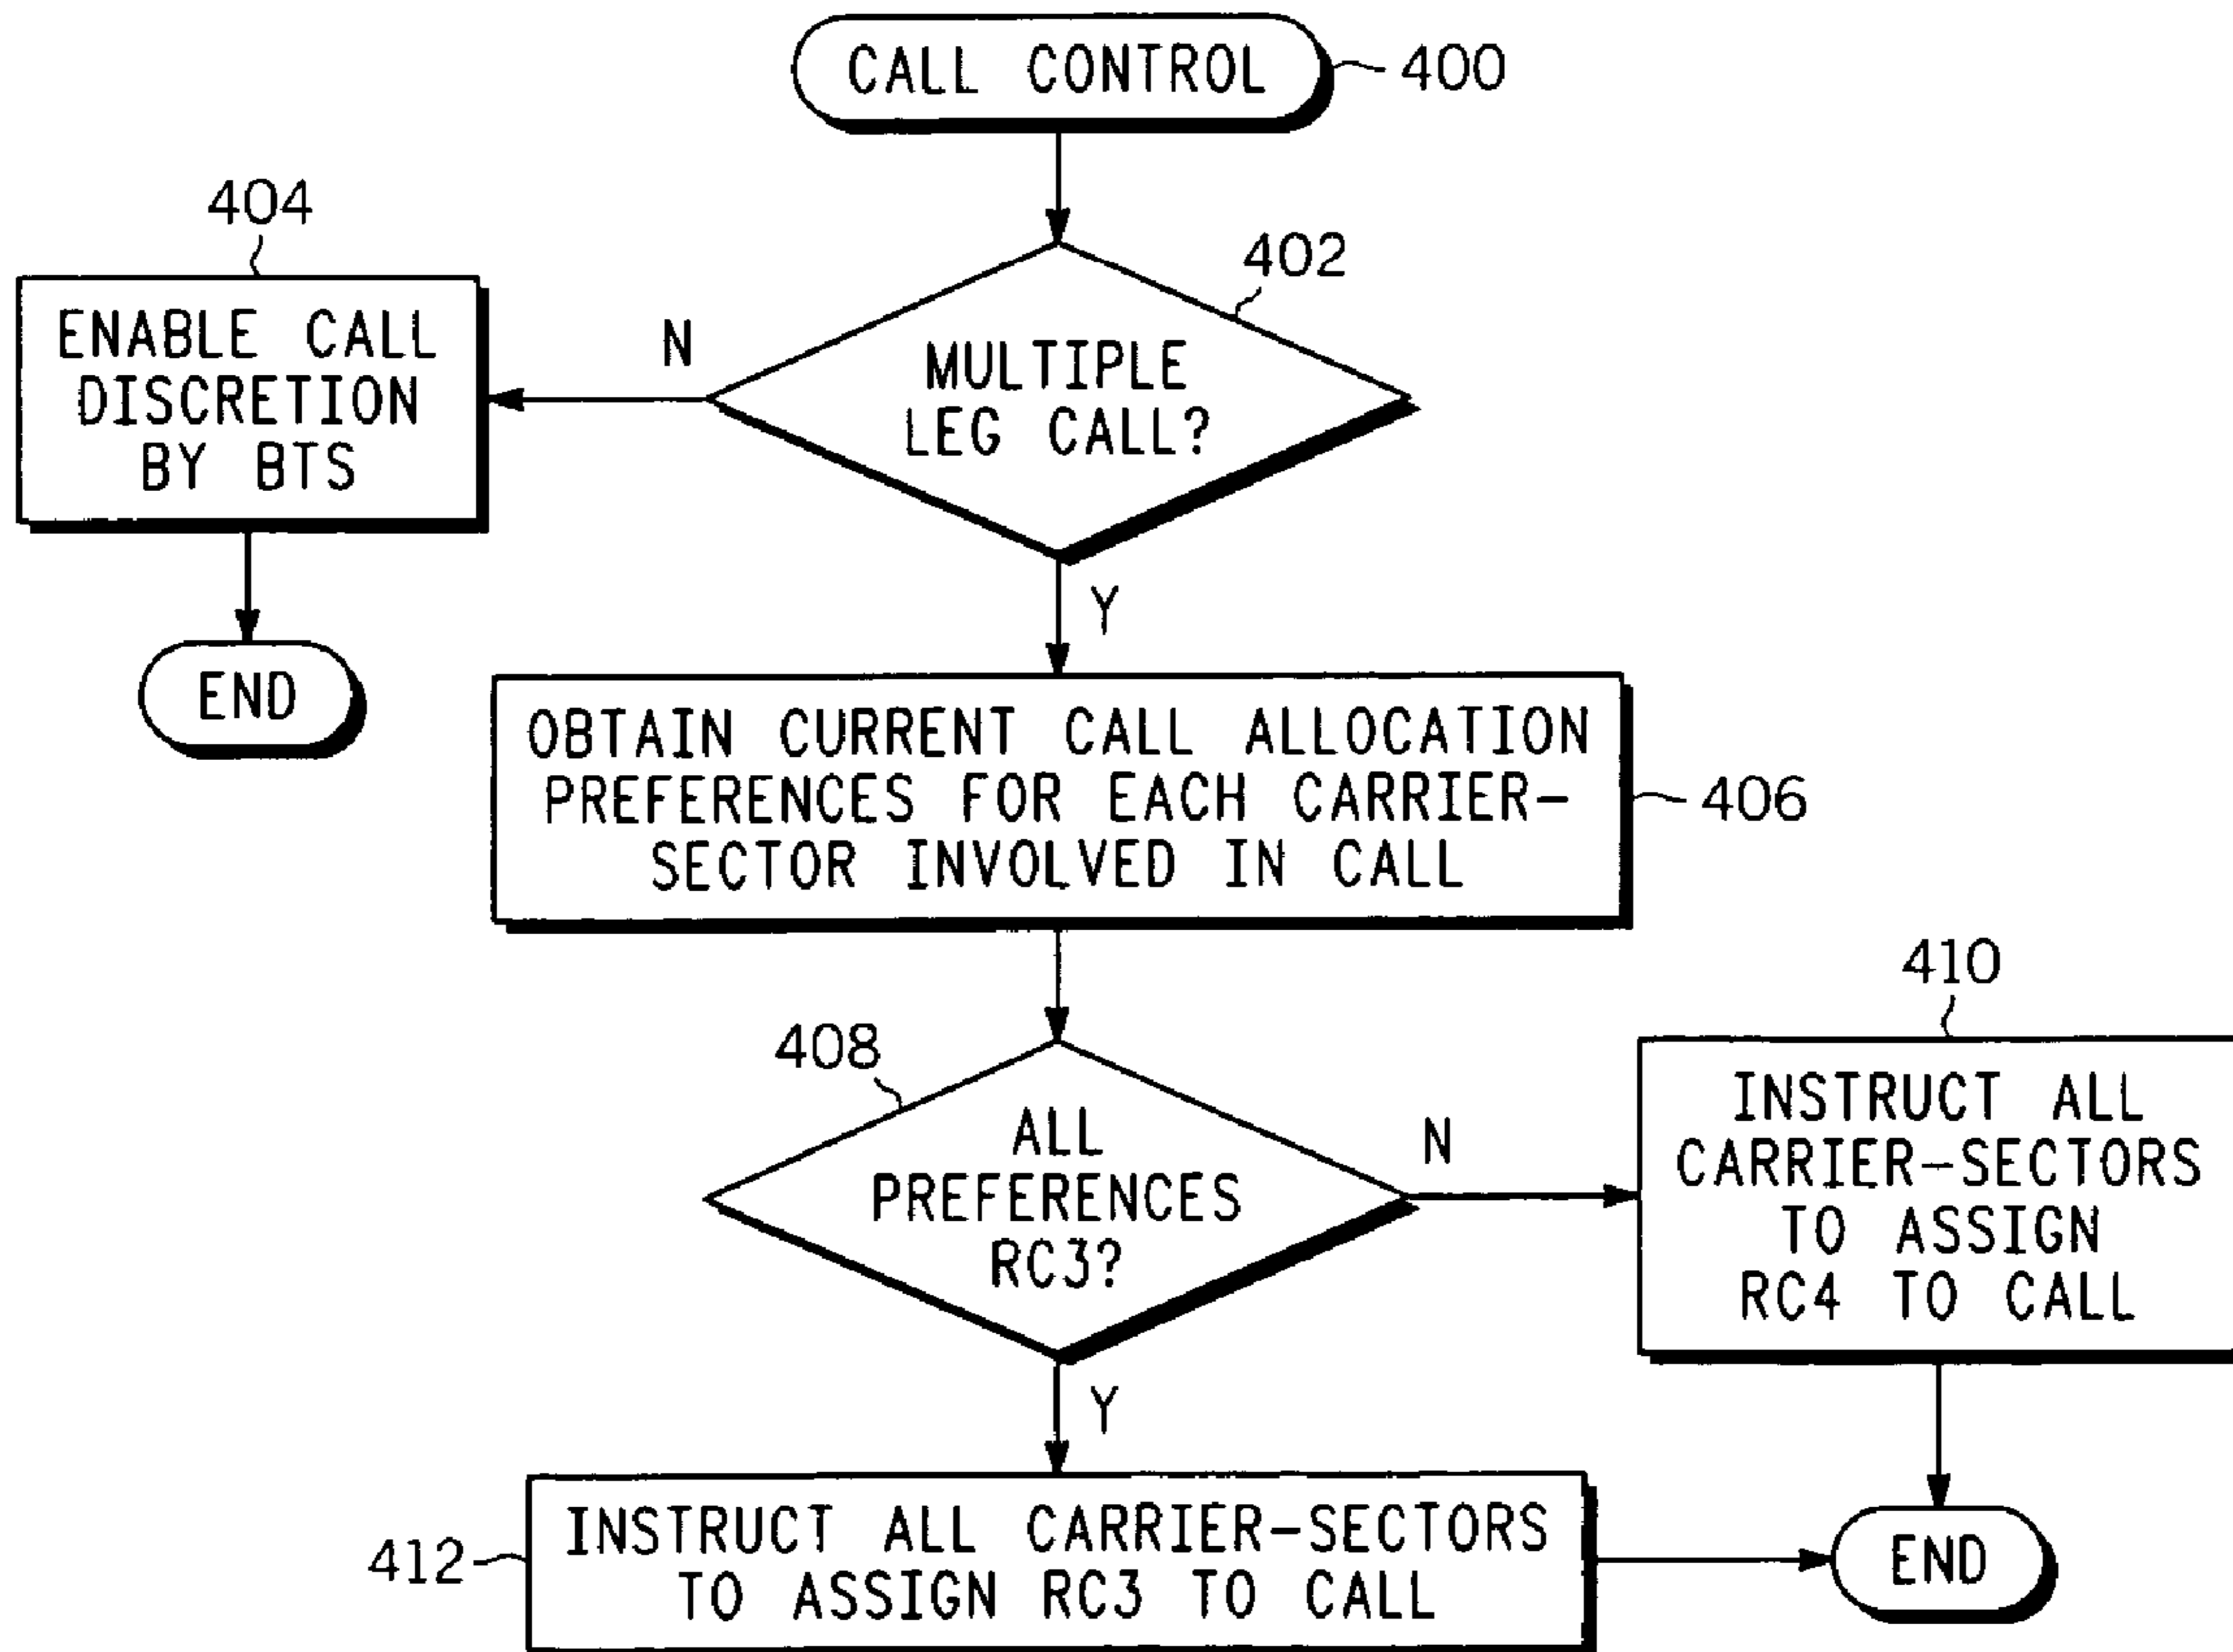 CALL CONTROL
400
404
402
ENABLE CALL
DISCRETION
BY BTS
N
MULTIPLE
LEG CALL?
Y
END
OBTAIN CURRENT CALL ALLOCATION
PREFERENCES FOR EACH CARRIER-
SECTOR INVOLVED IN CALL
406
408
ALL
PREFERENCES
RC3?
N
410
INSTRUCT ALL
CARRIER-SECTORS
TO ASSIGN
RC4 TO CALL
Y
412
INSTRUCT ALL CARRIER-SECTORS
TO ASSIGN RC3 TO CALL
END